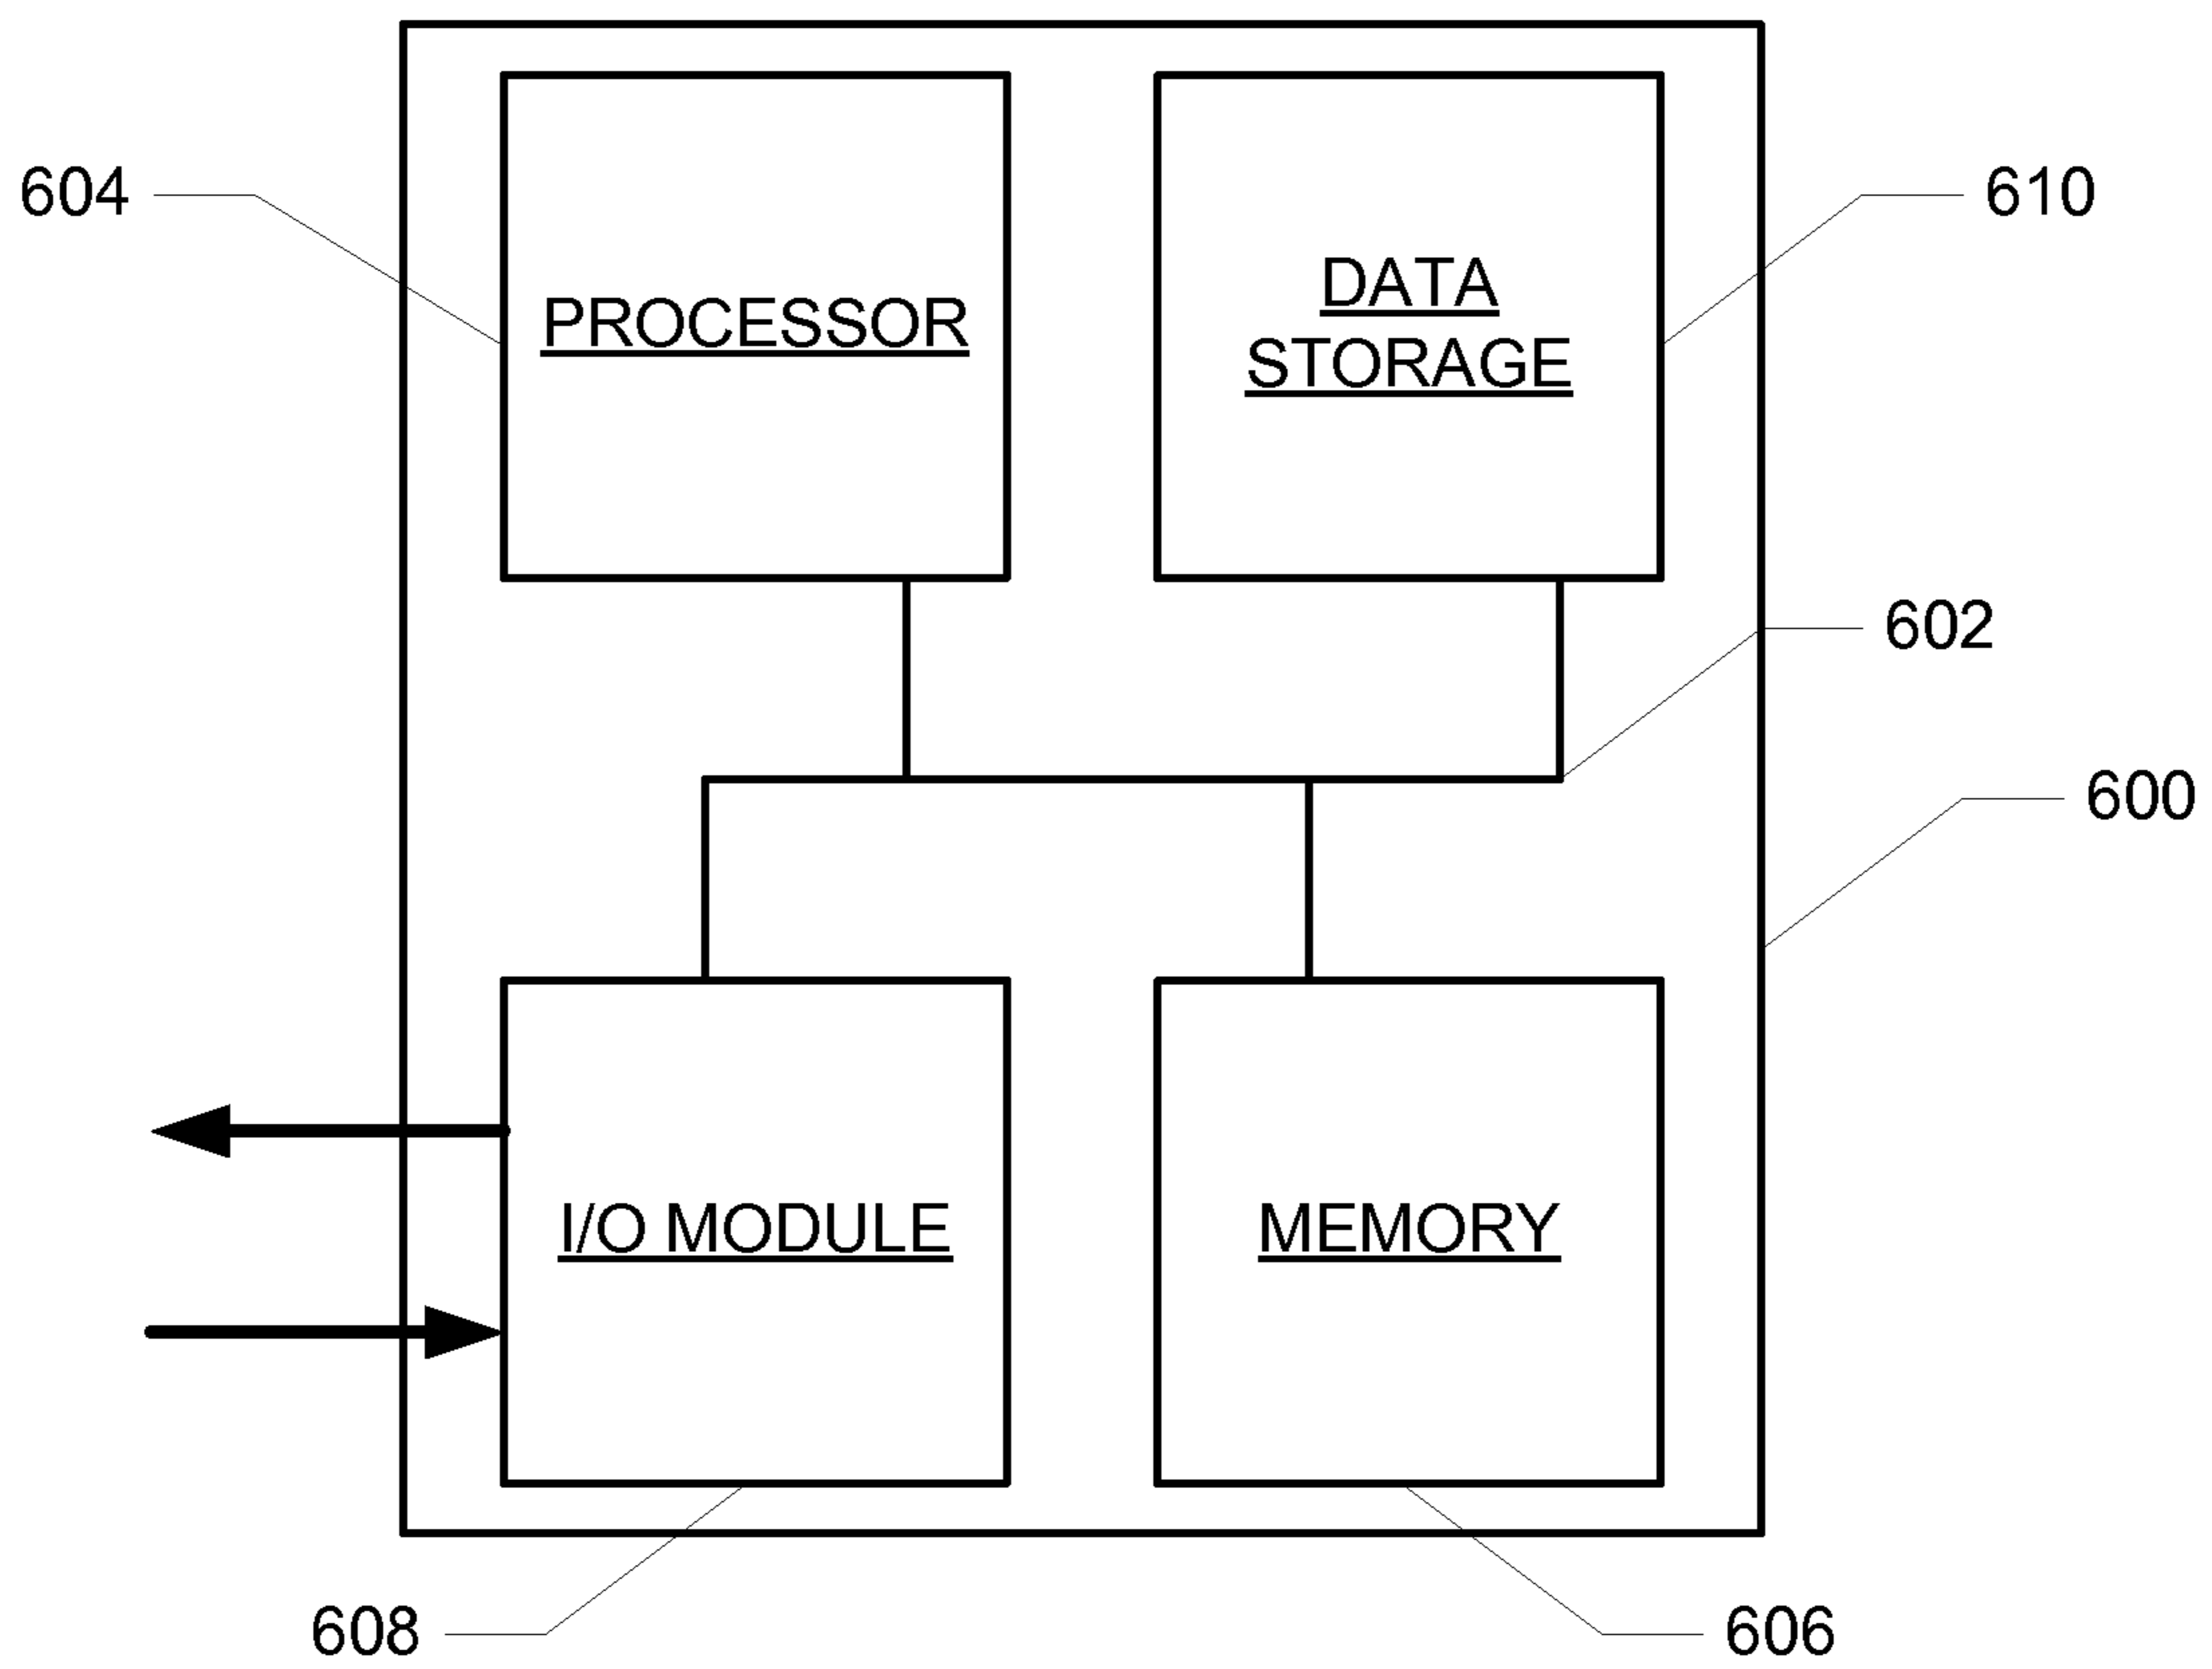 604
610
PROCESSOR
DATA
STORAGE
602
600
I/O MODULE
MEMORY
608
606